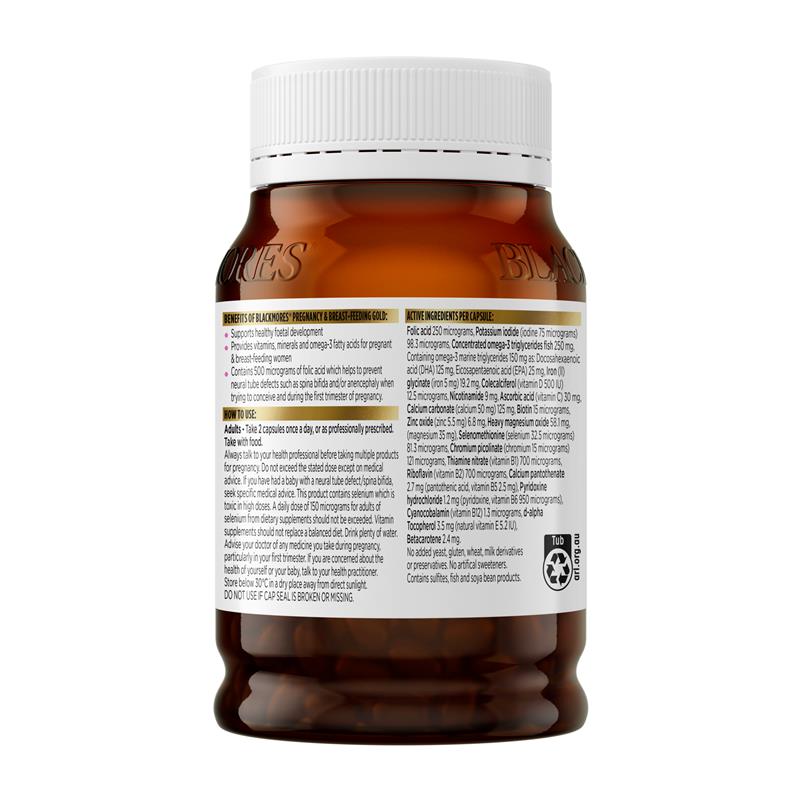 ORES
BLAC
BENEFITS OF BLACKMORES® PREGNANCY & BREAST-FEEDING GOLD:
• Supports healthy foetal development
• Provides vitamins, minerals and omega-3 fatty acids for pregnant
& breast-feeding women
• Contains 500 micrograms of folic acid which helps to prevent
neural tube defects such as spina bifida and/or anencephaly when
trying to conceive and during the first trimester of pregnancy.
HOW TO USE:
Adults - Take 2 capsules once a day, or as professionally prescribed.
Take with food.
Always talk to your health professional before taking multiple products
for pregnancy. Do not exceed the stated dose except on medical
advice. If you have had a baby with a neural tube defect/spina bifida,
seek specific medical advice. This product contains selenium which is
toxic in high doses. A daily dose of 150 micrograms for adults of
selenium from dietary supplements should not be exceeded. Vitamin
supplements should not replace a balanced diet. Drink plenty of water.
Advise your doctor of any medicine you take during pregnancy,
particularly in your first trimester. If you are concerned about the
health of yourself or your baby, talk to your health practitioner.
Store below 30°C in a dry place away from direct sunlight.
DO NOT USE IF CAP SEAL IS BROKEN OR MISSING.
ACTIVE INGREDIENTS PER CAPSULE:
Folic acid 250 micrograms, Potassium iodide (iodine 75 micrograms)
98.3 micrograms, Concentrated omega-3 triglycerides fish 250 mg,
Containing omega-3 marine triglycerides 150 mg as: Docosahexaenoic
acid (DHA) 125 mg, Eicosapentaenoic acid (EPA) 25 mg, Iron (II)
glycinate (iron 5 mg) 19.2 mg, Colecalciferol (vitamin D 500 IU)
12.5 micrograms, Nicotinamide 9 mg, Ascorbic acid (vitamin C) 30 mg,
Calcium carbonate (calcium 50 mg) 125 mg, Biotin 15 micrograms,
Zinc oxide (zinc 5.5 mg) 6.8 mg, Heavy magnesium oxide 58.1 mg,
(magnesium 35 mg), Selenomethionine (selenium 32.5 micrograms)
81.3 micrograms, Chromium picolinate (chromium 15 micrograms)
121 micrograms, Thiamine nitrate (vitamin B1) 700 micrograms,
Riboflavin (vitamin B2) 700 micrograms, Calcium pantothenate
2.7 mg (pantothenic acid, vitamin B5 2.5 mg), Pyridoxine
hydrochloride 1.2 mg (pyridoxine, vitamin B6 950 micrograms),
Cyanocobalamin (vitamin B12) 1.3 micrograms, d-alpha
Tocopherol 3.5 mg (natural vitamin E 5.2 IU),
Betacarotene 2.4 mg.
No added yeast, gluten, wheat, milk derivatives
or preservatives. No artifical sweeteners.
Contains sulfites, fish and soya bean products.
Tub
arl.org.au